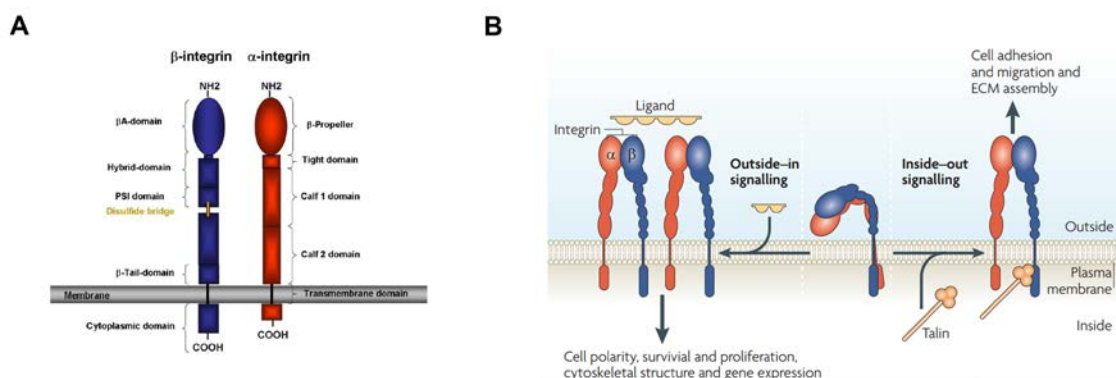 A
β-integrin α-integrin
NH2 NH2
βA-domain
β-Propeller
Hybrid-domain
Tight domain
PSI domain
Calf 1 domain
Disulfide bridge
Calf 2 domain
β-Tail-domain
Membrane
Transmembrane domain
Cytoplasmic domain
COOH
COOH
B
Cell adhesion
and migration and
ECM assembly
Ligand
Integrin
α β
Outside–in
signalling
Inside–out
signalling
Outside
Plasma
membrane
Talin
Inside
Cell polarity, survivial and proliferation,
cytoskeletal structure and gene expression